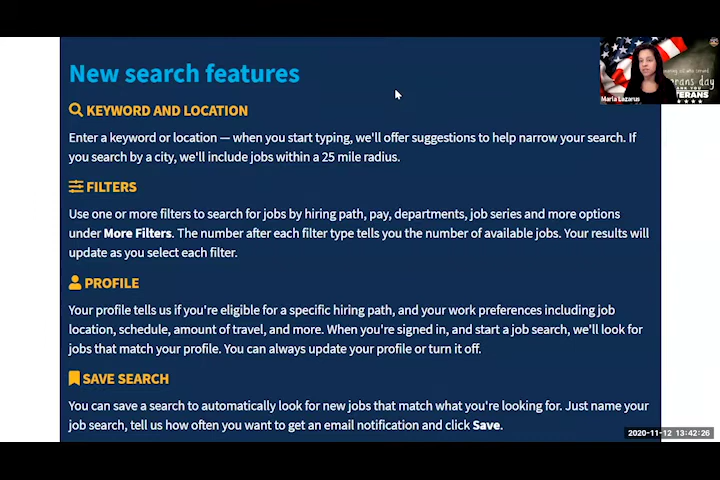 New search features
KEYWORD AND LOCATION
Enter a keyword or location — when you start typing, we'll offer suggestions to help narrow your search. If
you search by a city, we'll include jobs within a 25 mile radius.
FILTERS
Use one or more filters to search for jobs by hiring path, pay, departments, job series and more options
under More Filters. The number after each filter type tells you the number of available jobs. Your results will
update as you select each filter.
PROFILE
Your profile tells us if you're eligible for a specific hiring path, and your work preferences including job
location, schedule, amount of travel, and more. When you're signed in, and start a job search, we'll look for
jobs that match your profile. You can always update your profile or turn it off.
SAVE SEARCH
You can save a search to automatically look for new jobs that match what you're looking for. Just name your
job search, tell us how often you want to get an email notification and click Save.
Maria Lazarus
2020-11-12 13:42:26